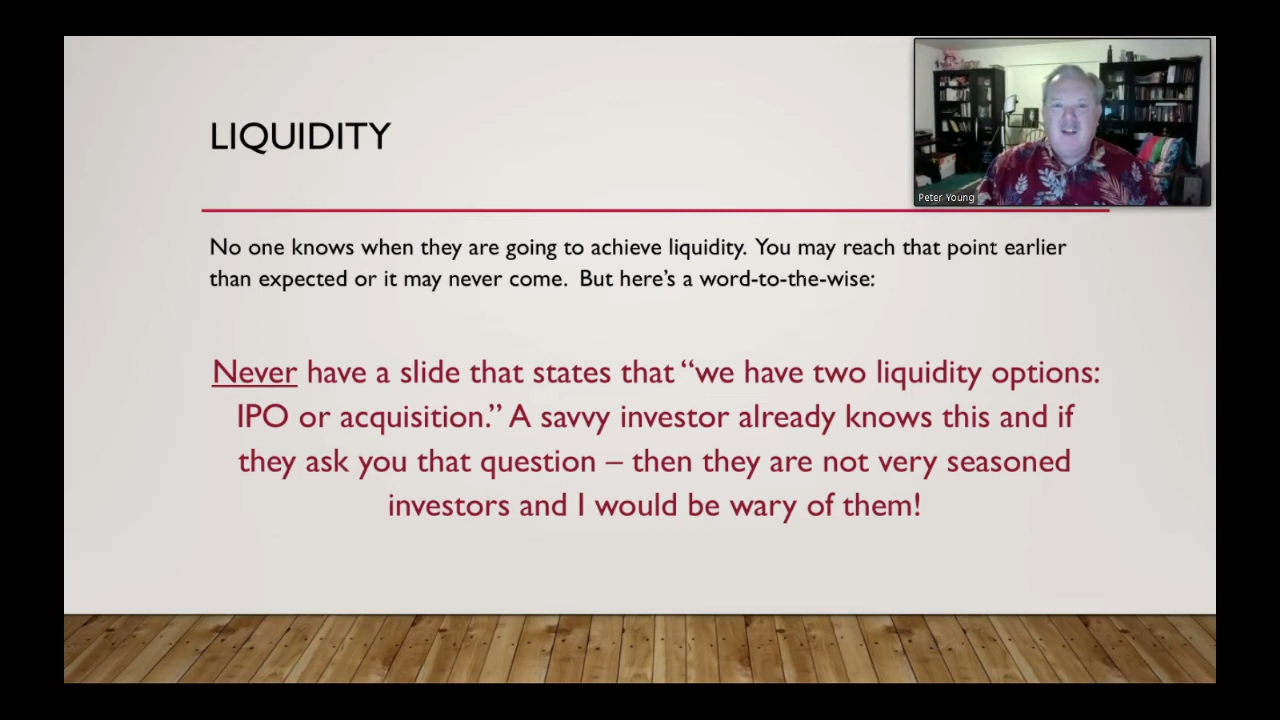 LIQUIDITY
Peter Young
No one knows when they are going to achieve liquidity. You may reach that point earlier
than expected or it may never come. But here’s a word-to-the-wise:
Never have a slide that states that “we have two liquidity options:
IPO or acquisition.” A savvy investor already knows this and if
they ask you that question – then they are not very seasoned
investors and I would be wary of them!